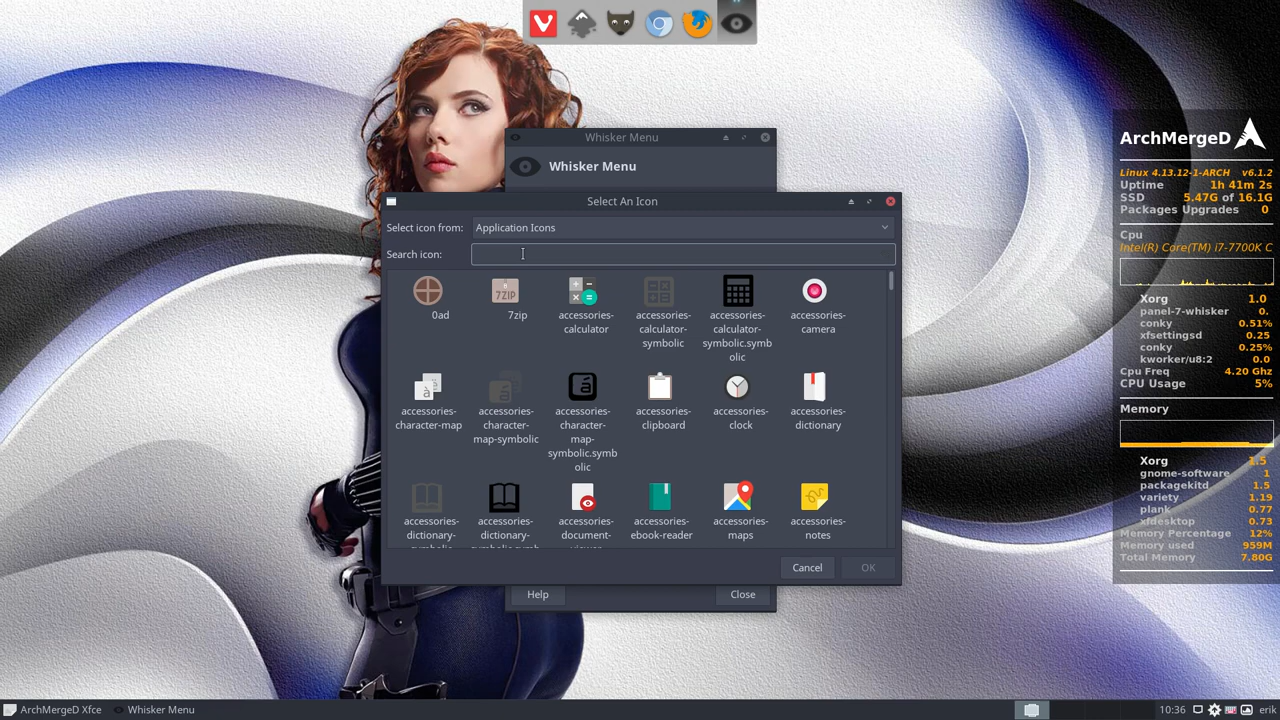 Whisker Menu
Whisker Menu
Select An Icon
Select icon from:
Application Icons
Search icon:
0ad
7zip
accessories-
calculator
accessories-
calculator-
symbolic
accessories-
calculator-
symbolic.symb
olic
accessories-
camera
7ZIP
accessories-
character-map
accessories-
character-
map-symbolic
accessories-
character-
map-
symbolic.symb
olic
accessories-
clipboard
accessories-
clock
accessories-
dictionary
accessories-
dictionary-
accessories-
dictionary-
accessories-
document-
viewer
accessories-
ebook-reader
accessories-
maps
accessories-
notes
Cancel
OK
Help
Close
ArchMergeD
Linux 4.13.12-1-ARCH v6.1.2
Uptime 1h 41m 2s
SSD 5.47G of 16.1G
Packages Upgrades 0
Cpu
Intel(R) Core(TM) i7-7700K C
Xorg 1.0
panel-7-whisker 0.
conky 0.51%
xfsettingsd 0.25
conky 0.25%
kworker/u8:2 0.0
Cpu Freq 4.20 Ghz
CPU Usage 5%
Memory
Xorg 1.5
gnome-software 1
packagekitd 1.5
variety 1.19
plank 0.77
xfdesktop 0.73
Memory Percentage 12%
Memory used 959M
Total Memory 7.80G
ArchMergeD Xfce
Whisker Menu
10:36
erik